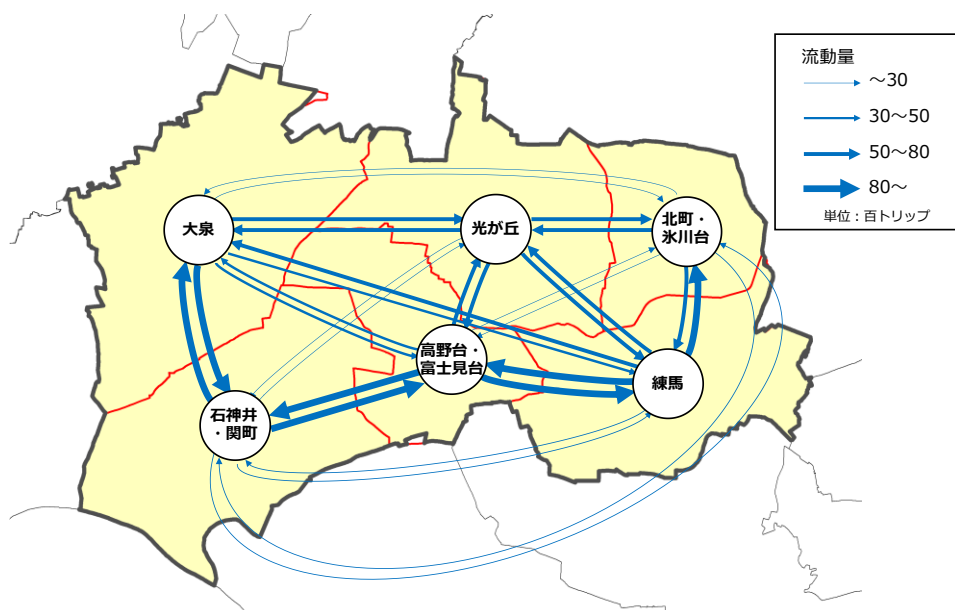 流動量
～30
30～50
50～80
80～
単位：百トリップ
大泉
光が丘
北町・
氷川台
高野台・
富士見台
練馬
石神井
・関町